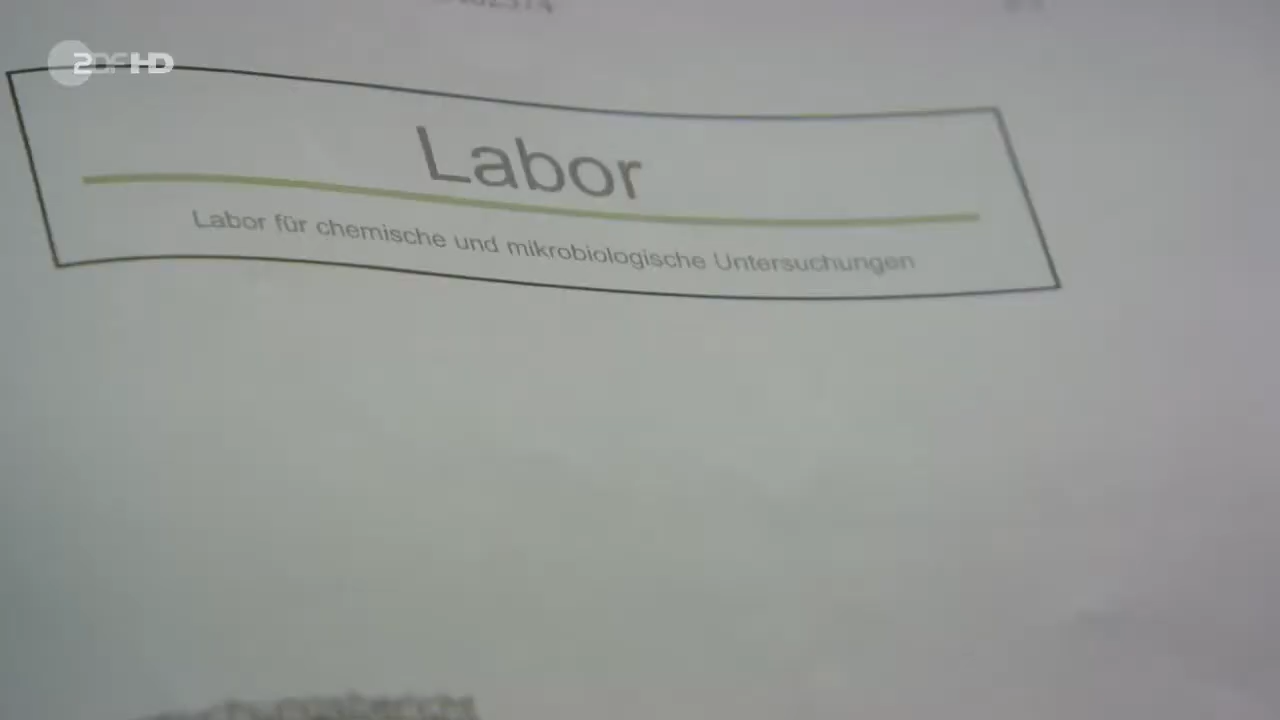 ZDF HD
Labor
Labor für chemische und mikrobiologische Untersuchungen